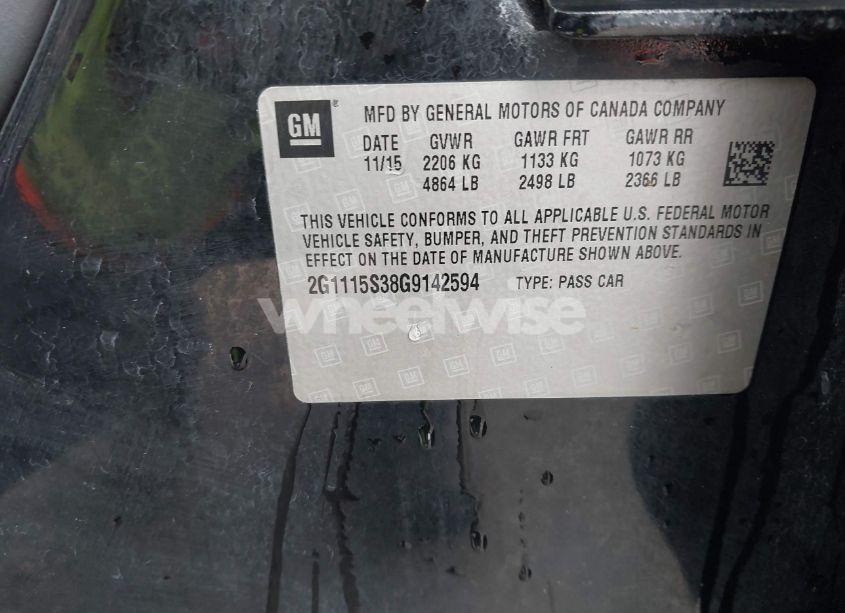 GM ® MFD BY GENERAL MOTORS OF CANADA COMPANY
DATE GVWR GAWR FRT GAWR RR
11/15 2206 KG 1133 KG 1073 KG
4864 LB 2498 LB 2366 LB
THIS VEHICLE CONFORMS TO ALL APPLICABLE U.S. FEDERAL MOTOR
VEHICLE SAFETY, BUMPER, AND THEFT PREVENTION STANDARDS IN
EFFECT ON THE DATE OF MANUFACTURE SHOWN ABOVE.
2G1115S38G9142594 TYPE: PASS CAR
wheelwise